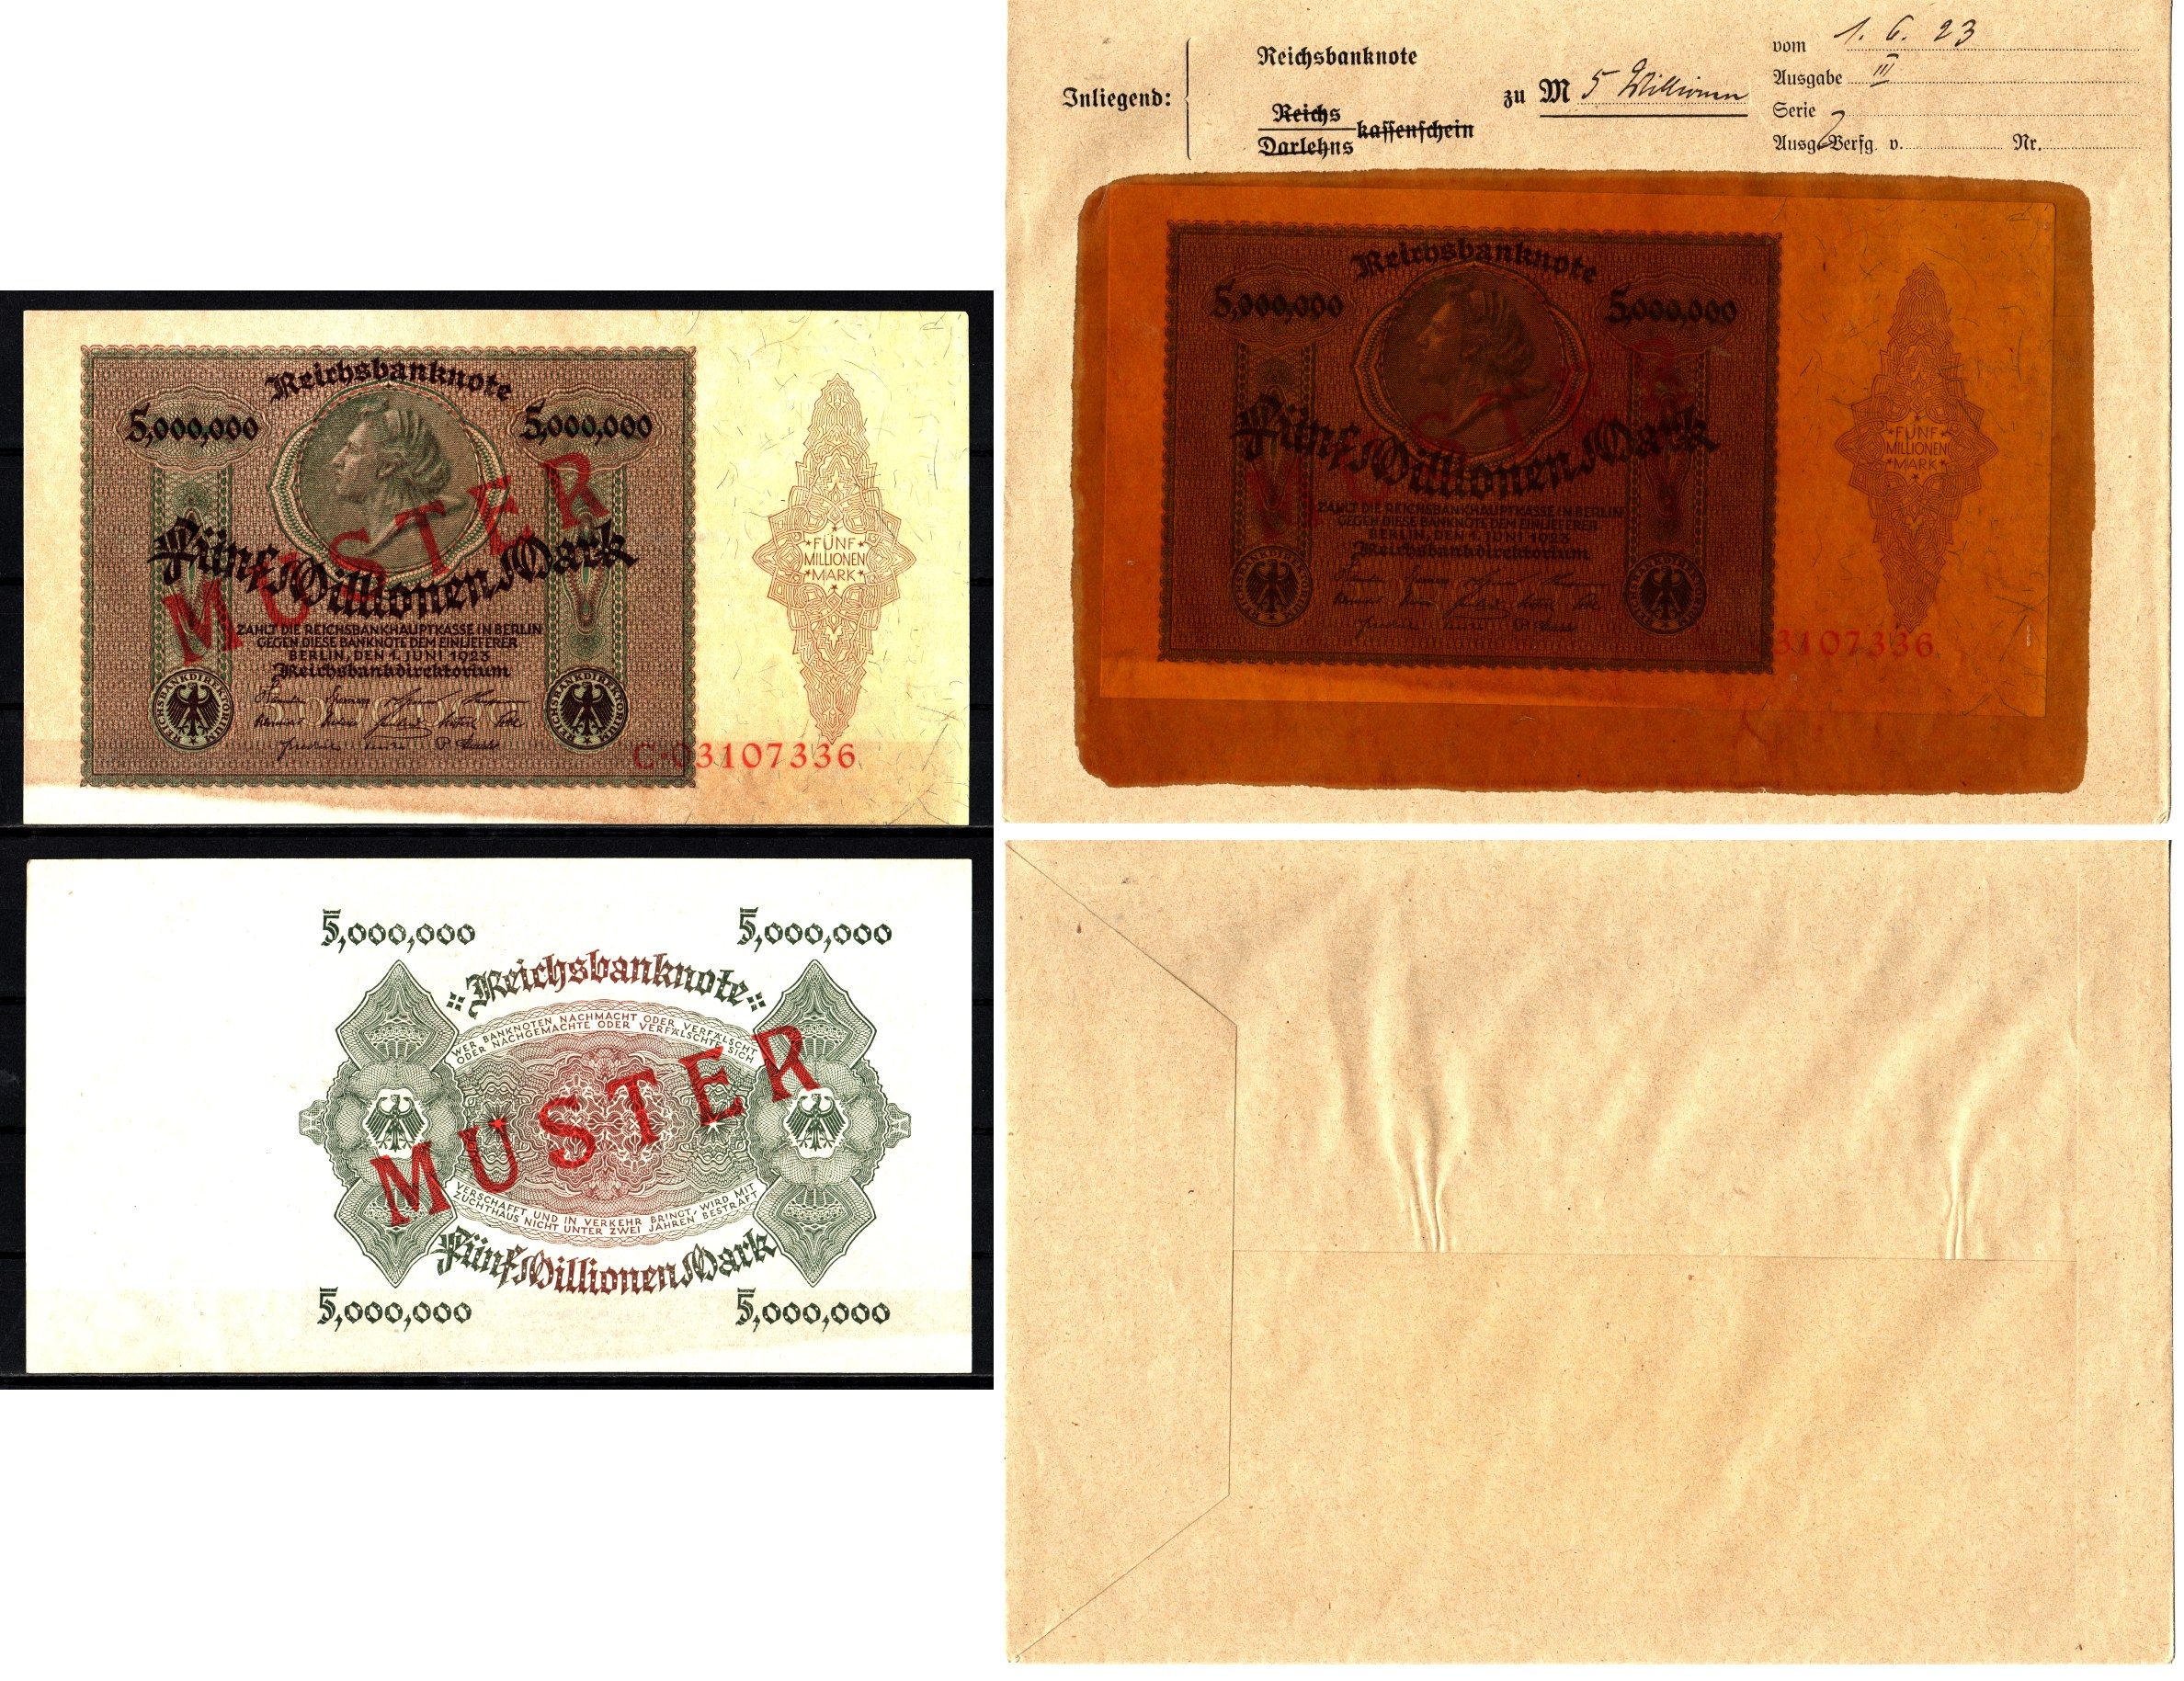 Reichsbanknote
5,000,000 5,000,000
MUSTER
Fünf Millionen Mark
ZAHLT DIE REICHSBANKHAUPTKASSE IN BERLIN
GEGEN DIESE BANKNOTE DEM EINLIEFERER
BERLIN, DEN 1. JUNI 1923
Reichsbankdirektorium
REICHSBANKDIREKTORIUM
REICHSBANKDIREKTORIUM
★FÜNF★
MILLIONEN
★MARK★
C·03107336
5,000,000 5,000,000
Reichsbanknote
WER BANKNOTEN NACHMACHT ODER VERFÄLSCHT
ODER NACHGEMACHTE ODER VERFÄLSCHTE SICH
MUSTER
VERSCHAFFT UND IN VERKEHR BRINGT, WIRD MIT
ZUCHTHAUS NICHT UNTER ZWEI JAHREN BESTRAFT
Fünf Millionen Mark
5,000,000 5,000,000
Inliegend:
Reichsbanknote
Reichs
Darlehns
kassenschein
zu M 5 Millionen
vom 1. 6. 23
Ausgabe III
Serie
Ausg. Verfg. v. Nr.
Reichsbanknote
5,000,000 5,000,000
MUSTER
Fünf Millionen Mark
ZAHLT DIE REICHSBANKHAUPTKASSE IN BERLIN
GEGEN DIESE BANKNOTE DEM EINLIEFERER
BERLIN, DEN 1. JUNI 1923
Reichsbankdirektorium
REICHSBANKDIREKTORIUM
REICHSBANKDIREKTORIUM
★FÜNF★
MILLIONEN
★MARK★
3107336